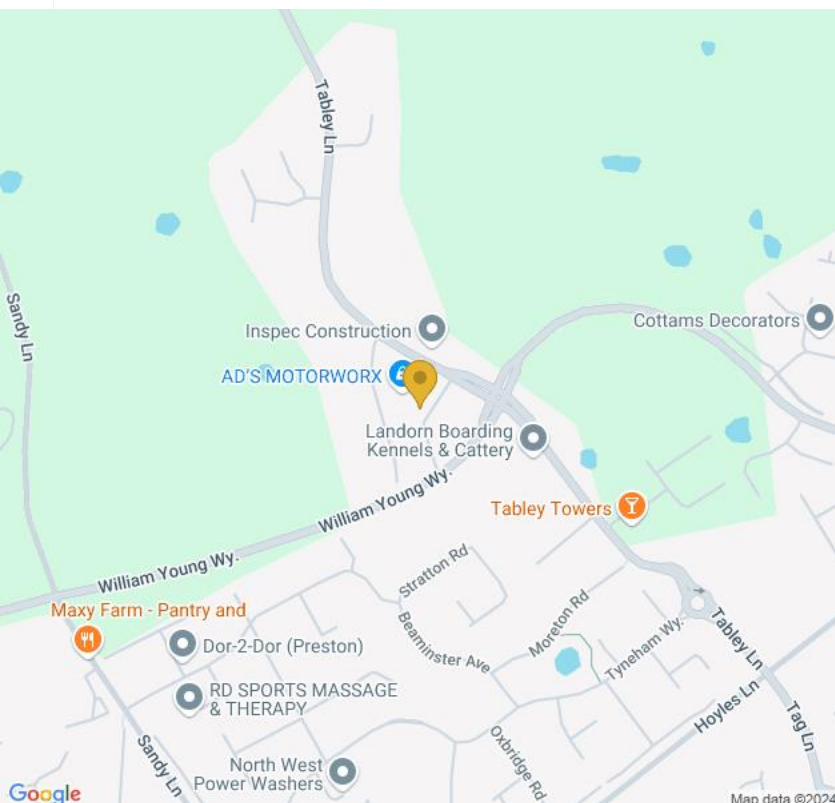 Tabley Ln
Sandy Ln
Inspec Construction
Cottams Decorators
AD'S MOTORWORX
Landorn Boarding
Kennels & Cattery
William Young Wy.
Tabley Towers
William Young Wy.
Stratton Rd
Maxy Farm - Pantry and
Moreton Rd
Dor-2-Dor (Preston)
Beaminster Ave
Tyneham Wy.
Tabley Ln
RD SPORTS MASSAGE
& THERAPY
Hoyles Ln
Tag Ln
Sandy Ln
Oxbridge Rd
North West
Power Washers
Google
Map data ©2024